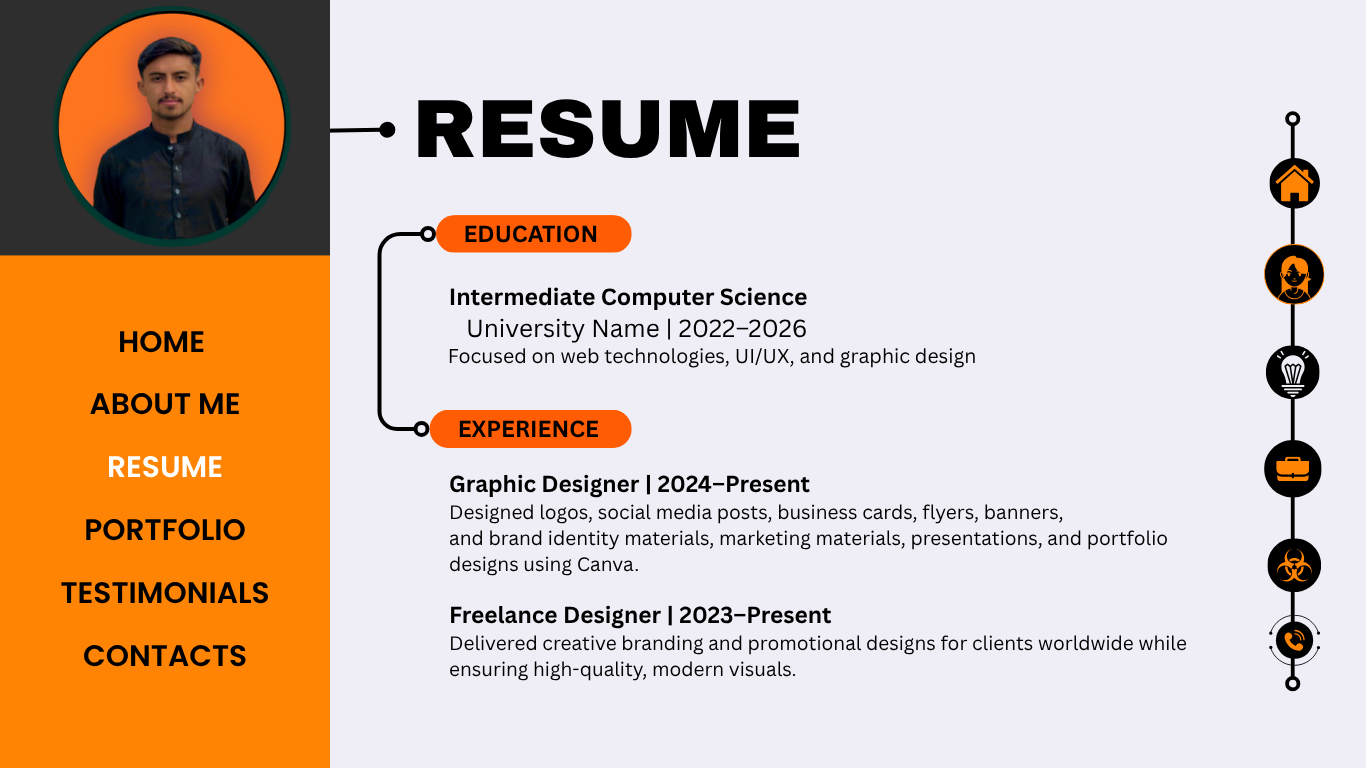 HOME
ABOUT ME
RESUME
PORTFOLIO
TESTIMONIALS
CONTACTS
RESUME
EDUCATION
Intermediate Computer Science
University Name | 2022–2026
Focused on web technologies, UI/UX, and graphic design
EXPERIENCE
Graphic Designer | 2024–Present
Designed logos, social media posts, business cards, flyers, banners,
and brand identity materials, marketing materials, presentations, and portfolio
designs using Canva.
Freelance Designer | 2023–Present
Delivered creative branding and promotional designs for clients worldwide while
ensuring high-quality, modern visuals.